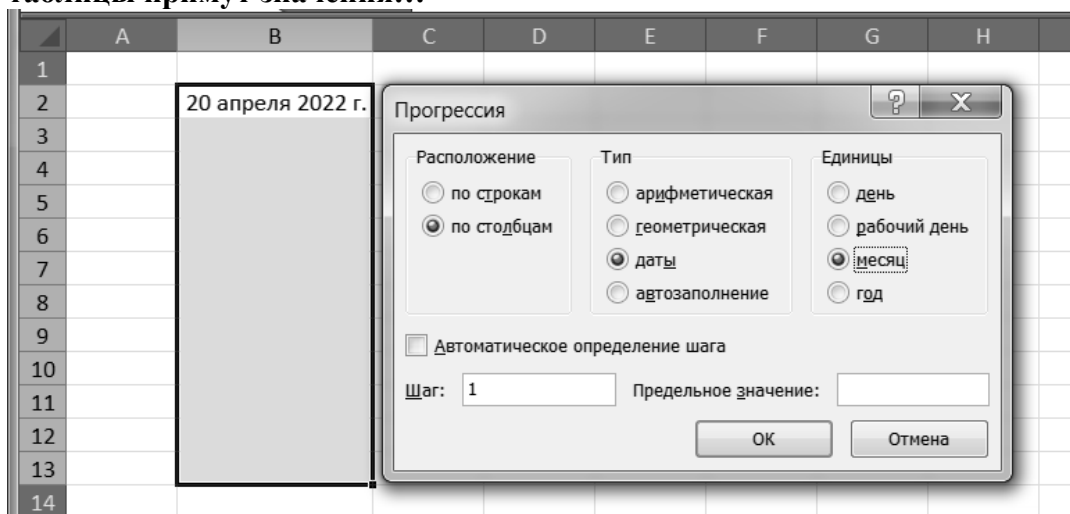 таблицы примут значения…
A B C D E F G H
1
2 20 апреля 2022 г.
3
4
5
6
7
8
9
10
11
12
13
14
Прогрессия
Расположение
по строкам
по столбцам
Тип
арифметическая
геометрическая
даты
автозаполнение
Единицы
день
рабочий день
месяц
год
Автоматическое определение шага
Шаг: 1 Предельное значение:
ОК Отмена